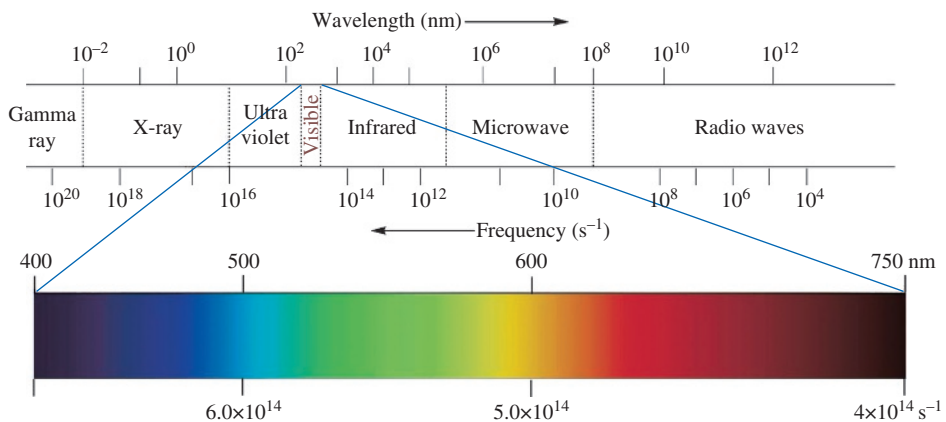 Wavelength (nm)
10⁻² 10⁰ 10² 10⁴ 10⁶ 10⁸ 10¹⁰ 10¹²
Gamma ray
X-ray
Ultra violet
Visible
Infrared
Microwave
Radio waves
10²⁰ 10¹⁸ 10¹⁶ 10¹⁴ 10¹² 10¹⁰ 10⁸ 10⁶ 10⁴
Frequency (s⁻¹)
400 500 600 750 nm
6.0×10¹⁴ 5.0×10¹⁴ 4×10¹⁴ s⁻¹